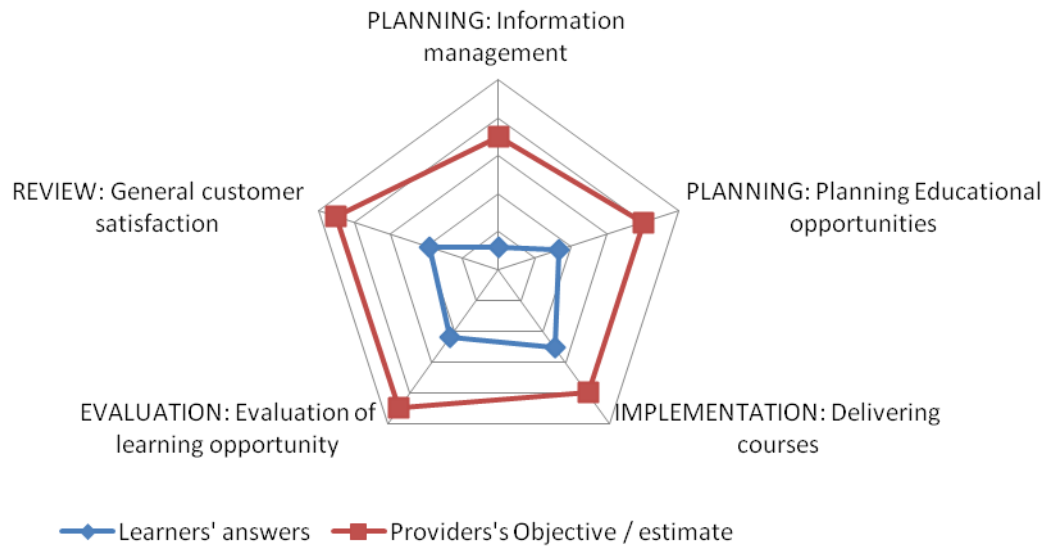 PLANNING: Information
management
REVIEW: General customer
satisfaction
PLANNING: Planning Educational
opportunities
EVALUATION: Evaluation of
learning opportunity
IMPLEMENTATION: Delivering
courses
Learners' answers
Providers's Objective / estimate